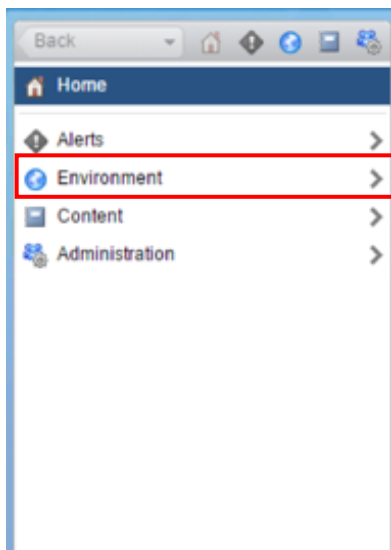 Back
Home
Alerts
Environment
Content
Administration